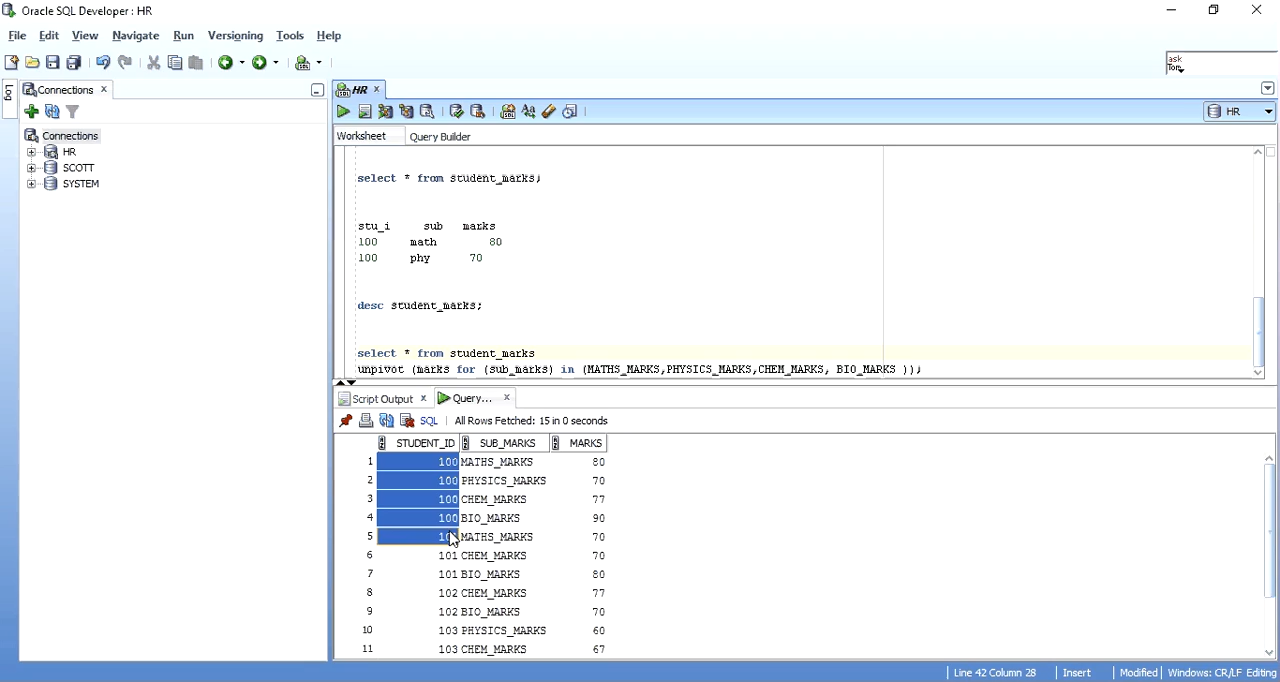 Oracle SQL Developer : HR
File Edit View Navigate Run Versioning Tools Help
ask
Tom
Log
Connections
HR
HR
Worksheet Query Builder
Connections
HR
SCOTT
SYSTEM
select * from student_marks;
stu_i sub marks
100 math 80
100 phy 70
desc student_marks;
select * from student_marks
unpivot (marks for (sub_marks) in (MATHS_MARKS,PHYSICS_MARKS,CHEM_MARKS, BIO_MARKS ));
Script Output Query...
SQL All Rows Fetched: 15 in 0 seconds
STUDENT_ID SUB_MARKS MARKS
1 100 MATHS_MARKS 80
2 100 PHYSICS_MARKS 70
3 100 CHEM_MARKS 77
4 100 BIO_MARKS 90
5 MATHS_MARKS 70
6 101 CHEM_MARKS 70
7 101 BIO_MARKS 80
8 102 CHEM_MARKS 77
9 102 BIO_MARKS 70
10 103 PHYSICS_MARKS 60
11 103 CHEM_MARKS 67
Line 42 Column 28 Insert Modified Windows: CR/LF Editing